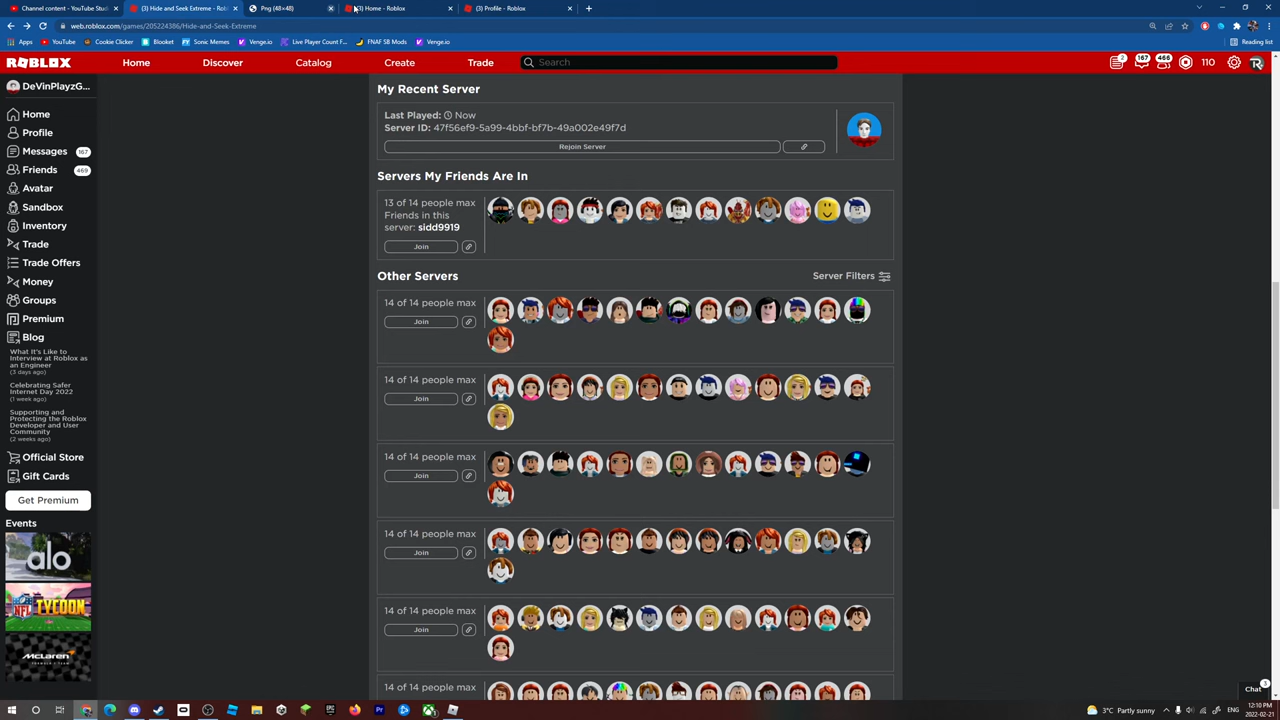 Channel content - YouTube Stud
(3) Hide and Seek Extreme - Rob
Png (48×48)
(3) Home - Roblox
(3) Profile - Roblox
web.roblox.com/games/205224386/Hide-and-Seek-Extreme
Apps
YouTube
Cookie Clicker
Blooket
Sonic Memes
Venge.io
Live Player Count F...
FNAF SB Mods
Venge.io
Reading list
ROBLOX
Home
Discover
Catalog
Create
Trade
Search
2
167
466
110
DeVinPlayzG...
Home
Profile
Messages 167
Friends 469
Avatar
Sandbox
Inventory
Trade
Trade Offers
Money
Groups
Premium
Blog
What It's Like to
Interview at Roblox as
an Engineer
(3 days ago)
Celebrating Safer
Internet Day 2022
(1 week ago)
Supporting and
Protecting the Roblox
Developer and User
Community
(2 weeks ago)
Official Store
Gift Cards
Get Premium
Events
alo
NFL
TYCOON
McLaren
My Recent Server
Last Played: Now
Server ID: 47f56ef9-5a99-4bbf-bf7b-49a002e49f7d
Rejoin Server
Servers My Friends Are In
13 of 14 people max
Friends in this
server: sidd9919
Join
Other Servers
Server Filters
14 of 14 people max
Join
14 of 14 people max
Join
14 of 14 people max
Join
14 of 14 people max
Join
14 of 14 people max
Join
14 of 14 people max
Chat 3
3°C Partly sunny
ENG
12:10 PM
2022-02-21